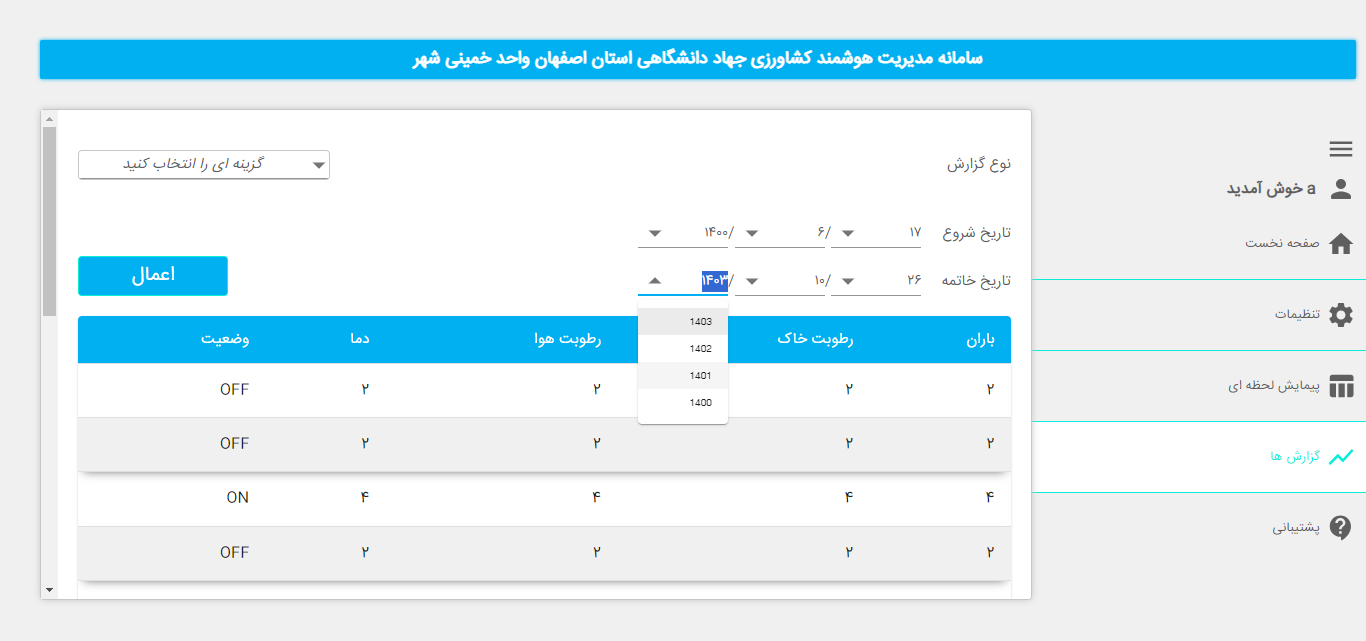 سامانه مدیریت هوشمند کشاورزی جهاد دانشگاهی استان اصفهان واحد خمینی شهر
a خوش آمدید
صفحه نخست
تنظیمات
پیمایش لحظه ای
گزارش ها
پشتیبانی
نوع گزارش گزینه ای را انتخاب کنید
تاریخ شروع ۱۷ /۶ /۱۴۰۰
تاریخ خاتمه ۲۶ /۱۰ /۱۴۰۳
اعمال
1403
1402
1401
1400
باران رطوبت خاک رطوبت هوا دما وضعیت
۲ ۲ ۲ ۲ OFF
۲ ۲ ۲ ۲ OFF
۴ ۴ ۴ ۴ ON
۲ ۲ ۲ ۲ OFF